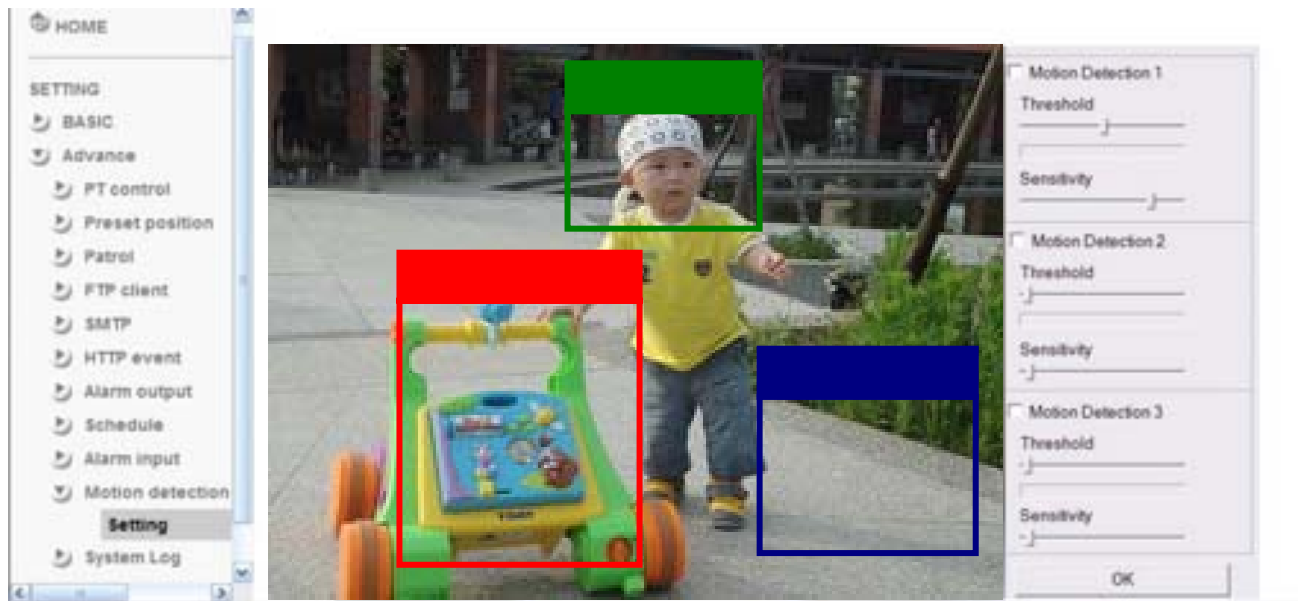 HOME
SETTING
BASIC
Advance
PT control
Preset position
Patrol
FTP client
SMTP
HTTP event
Alarm output
Schedule
Alarm input
Motion detection
Setting
System Log
Motion Detection 1
Threshold
Sensitivity
Motion Detection 2
Threshold
Sensitivity
Motion Detection 3
Threshold
Sensitivity
OK